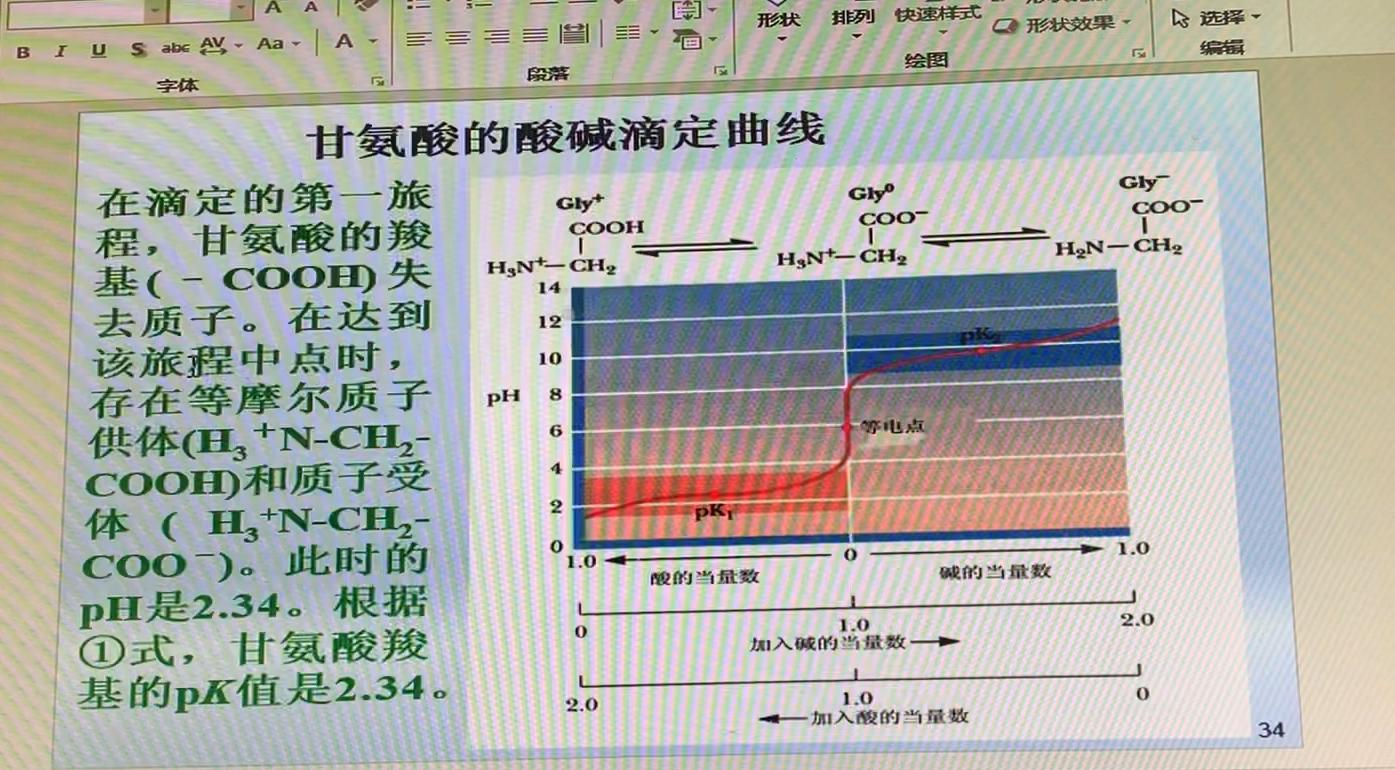 A A
形状 排列 快速样式 形状效果 选择
B I U S abc AV Aa A
字体 段落 绘图 编辑
甘氨酸的酸碱滴定曲线
在滴定的第一旅
程，甘氨酸的羧
基(－COOH)失
去质子。在达到
该旅程中点时，
存在等摩尔质子
供体(H₃⁺N-CH₂-
COOH)和质子受
体（H₃⁺N-CH₂-
COO⁻)。此时的
pH是2.34。根据
①式，甘氨酸羧
基的pK值是2.34。
Gly⁺ Gly⁰ Gly⁻
COOH COO⁻ COO⁻
H₃N⁺—CH₂ H₃N⁺—CH₂ H₂N—CH₂
14
12
10
pH 8
6
4
2
0
pK₂
等电点
pK₁
1.0 0 1.0
酸的当量数 碱的当量数
0 1.0 2.0
加入碱的当量数
2.0 1.0 0
加入酸的当量数
34